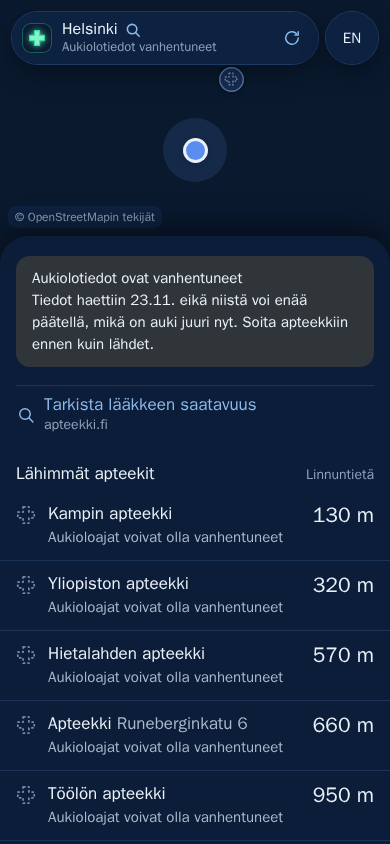 Helsinki
Aukiolotiedot vanhentuneet
EN
© OpenStreetMapin tekijät
Aukiolotiedot ovat vanhentuneet
Tiedot haettiin 23.11. eikä niistä voi enää
päätellä, mikä on auki juuri nyt. Soita apteekkiin
ennen kuin lähdet.
Tarkista lääkkeen saatavuus
apteekki.fi
Lähimmät apteekit
Linnuntietä
Kampin apteekki
130 m
Aukioloajat voivat olla vanhentuneet
Yliopiston apteekki
320 m
Aukioloajat voivat olla vanhentuneet
Hietalahden apteekki
570 m
Aukioloajat voivat olla vanhentuneet
Apteekki Runeberginkatu 6
660 m
Aukioloajat voivat olla vanhentuneet
Töölön apteekki
950 m
Aukioloajat voivat olla vanhentuneet